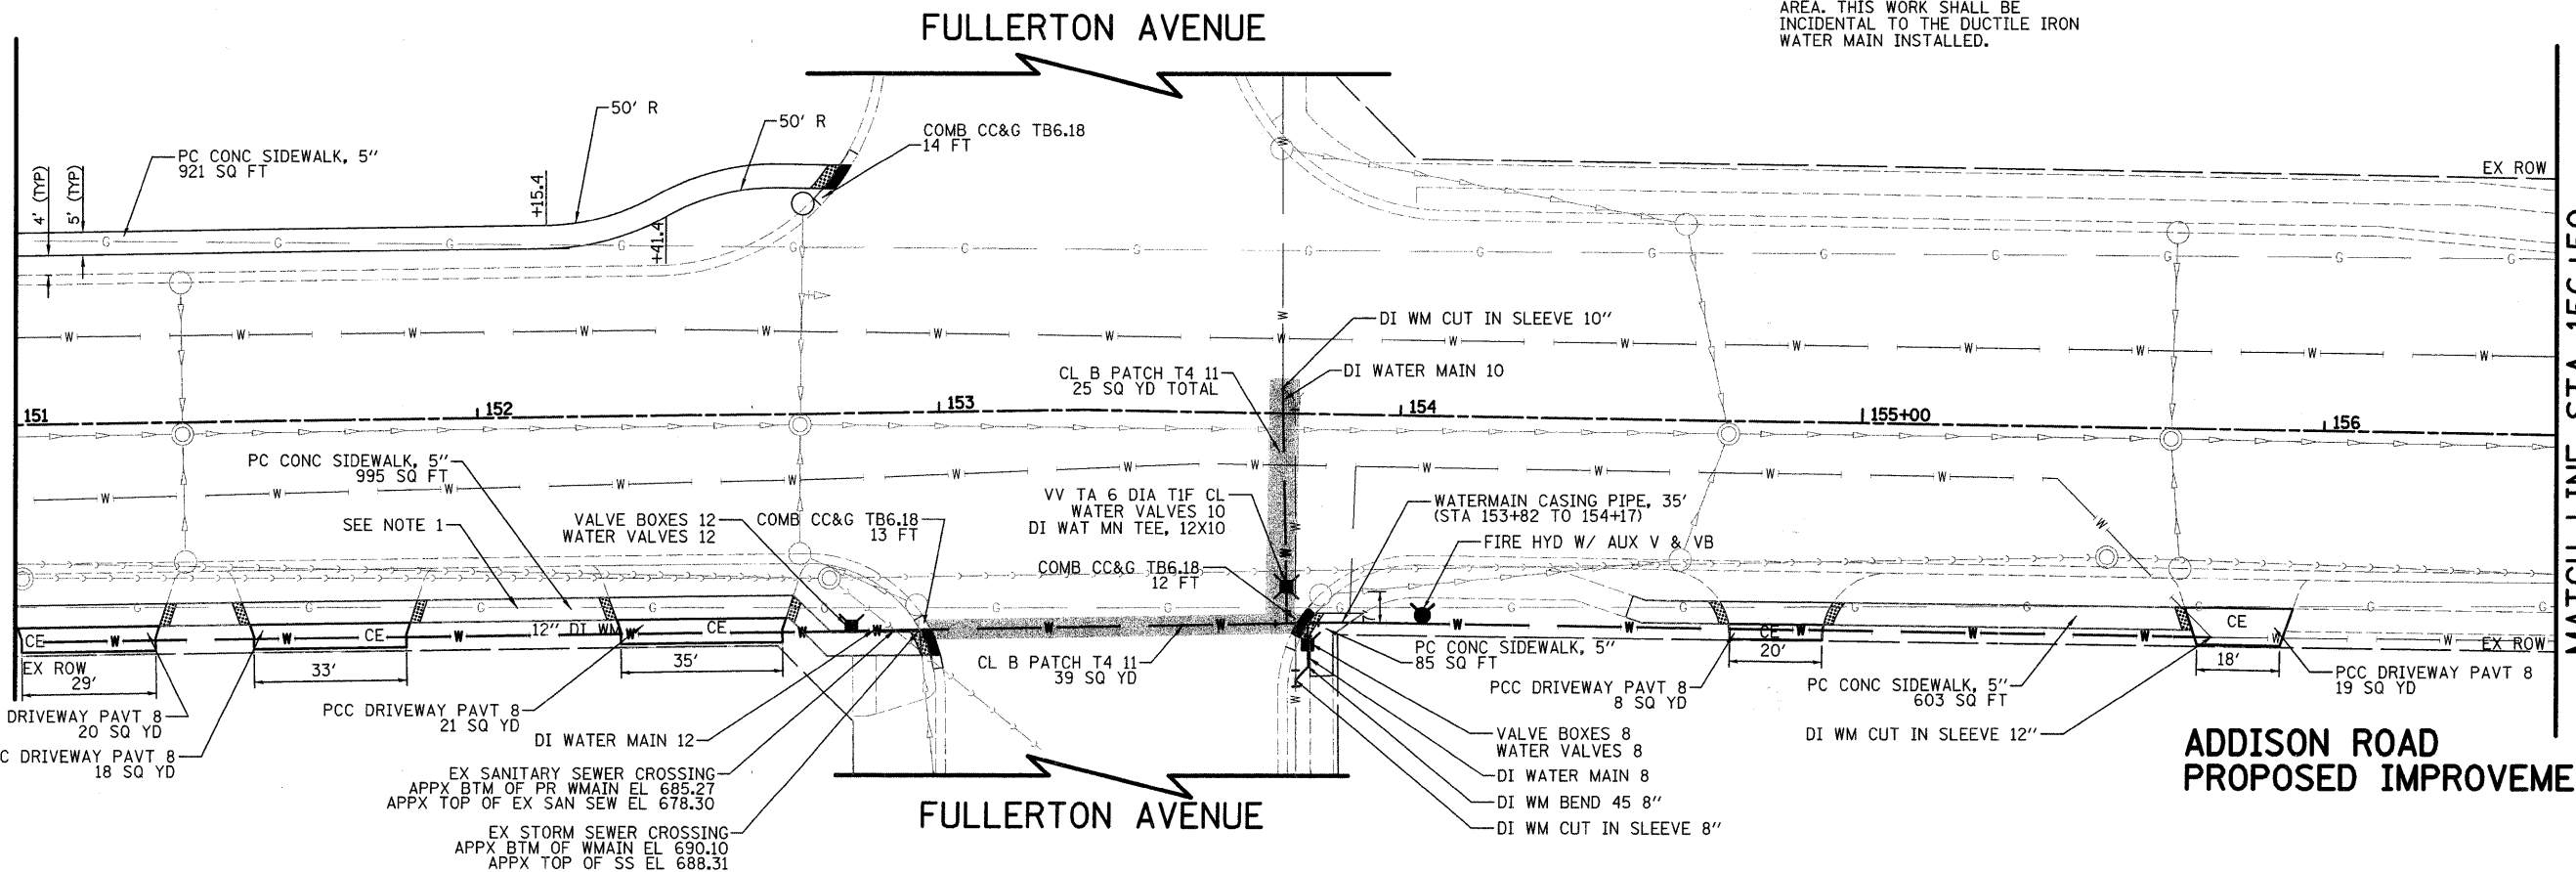 FULLERTON AVENUE
AREA. THIS WORK SHALL BE
INCIDENTAL TO THE DUCTILE IRON
WATER MAIN INSTALLED.
50' R
50' R
COMB CC&G TB6.18
14 FT
PC CONC SIDEWALK, 5"
921 SQ FT
4' (TYP)
5' (TYP)
+15.4
+41.4
EX ROW
DI WM CUT IN SLEEVE 10"
DI WATER MAIN 10
CL B PATCH T4 11
25 SQ YD TOTAL
151
152
153
154
155+00
156
PC CONC SIDEWALK, 5"
995 SQ FT
SEE NOTE 1
VALVE BOXES 12
WATER VALVES 12
COMB CC&G TB6.18
13 FT
VV TA 6 DIA T1F CL
WATER VALVES 10
DI WAT MN TEE, 12X10
COMB CC&G TB6.18
12 FT
WATERMAIN CASING PIPE, 35'
(STA 153+82 TO 154+17)
FIRE HYD W/ AUX V & VB
CE
CE
12" DI WM
CE
CE
CE
EX ROW
29'
33'
35'
20'
18'
EX ROW
CL B PATCH T4 11
39 SQ YD
PC CONC SIDEWALK, 5"
85 SQ FT
PCC DRIVEWAY PAVT 8
8 SQ YD
PC CONC SIDEWALK, 5"
603 SQ FT
PCC DRIVEWAY PAVT 8
19 SQ YD
DRIVEWAY PAVT 8
20 SQ YD
C DRIVEWAY PAVT 8
18 SQ YD
PCC DRIVEWAY PAVT 8
21 SQ YD
DI WATER MAIN 12
EX SANITARY SEWER CROSSING
APPX BTM OF PR WMAIN EL 685.27
APPX TOP OF EX SAN SEW EL 678.30
EX STORM SEWER CROSSING
APPX BTM OF WMAIN EL 690.10
APPX TOP OF SS EL 688.31
VALVE BOXES 8
WATER VALVES 8
DI WATER MAIN 8
DI WM BEND 45 8"
DI WM CUT IN SLEEVE 8"
DI WM CUT IN SLEEVE 12"
FULLERTON AVENUE
ADDISON ROAD
PROPOSED IMPROVEME